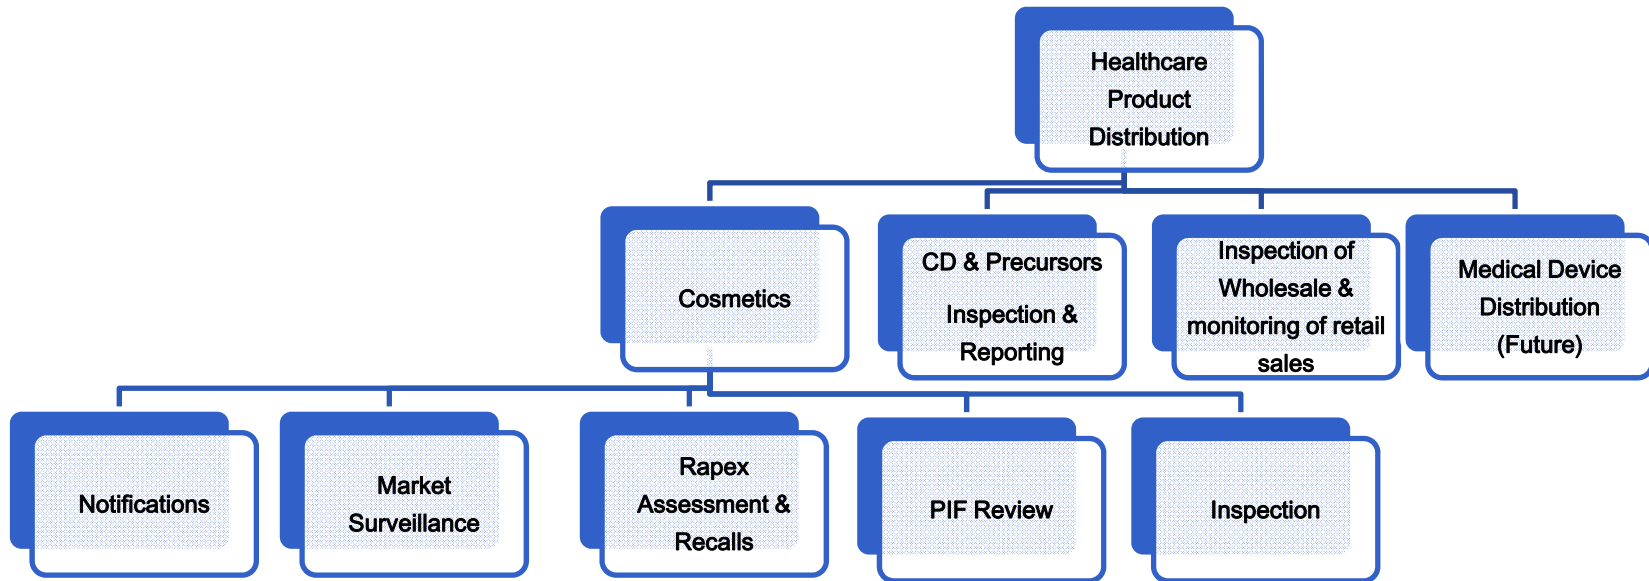 Healthcare
Product
Distribution
Cosmetics
CD & Precursors
Inspection &
Reporting
Inspection of
Wholesale &
monitoring of retail
sales
Medical Device
Distribution
(Future)
Notifications
Market
Surveillance
Rapex
Assessment &
Recalls
PIF Review
Inspection